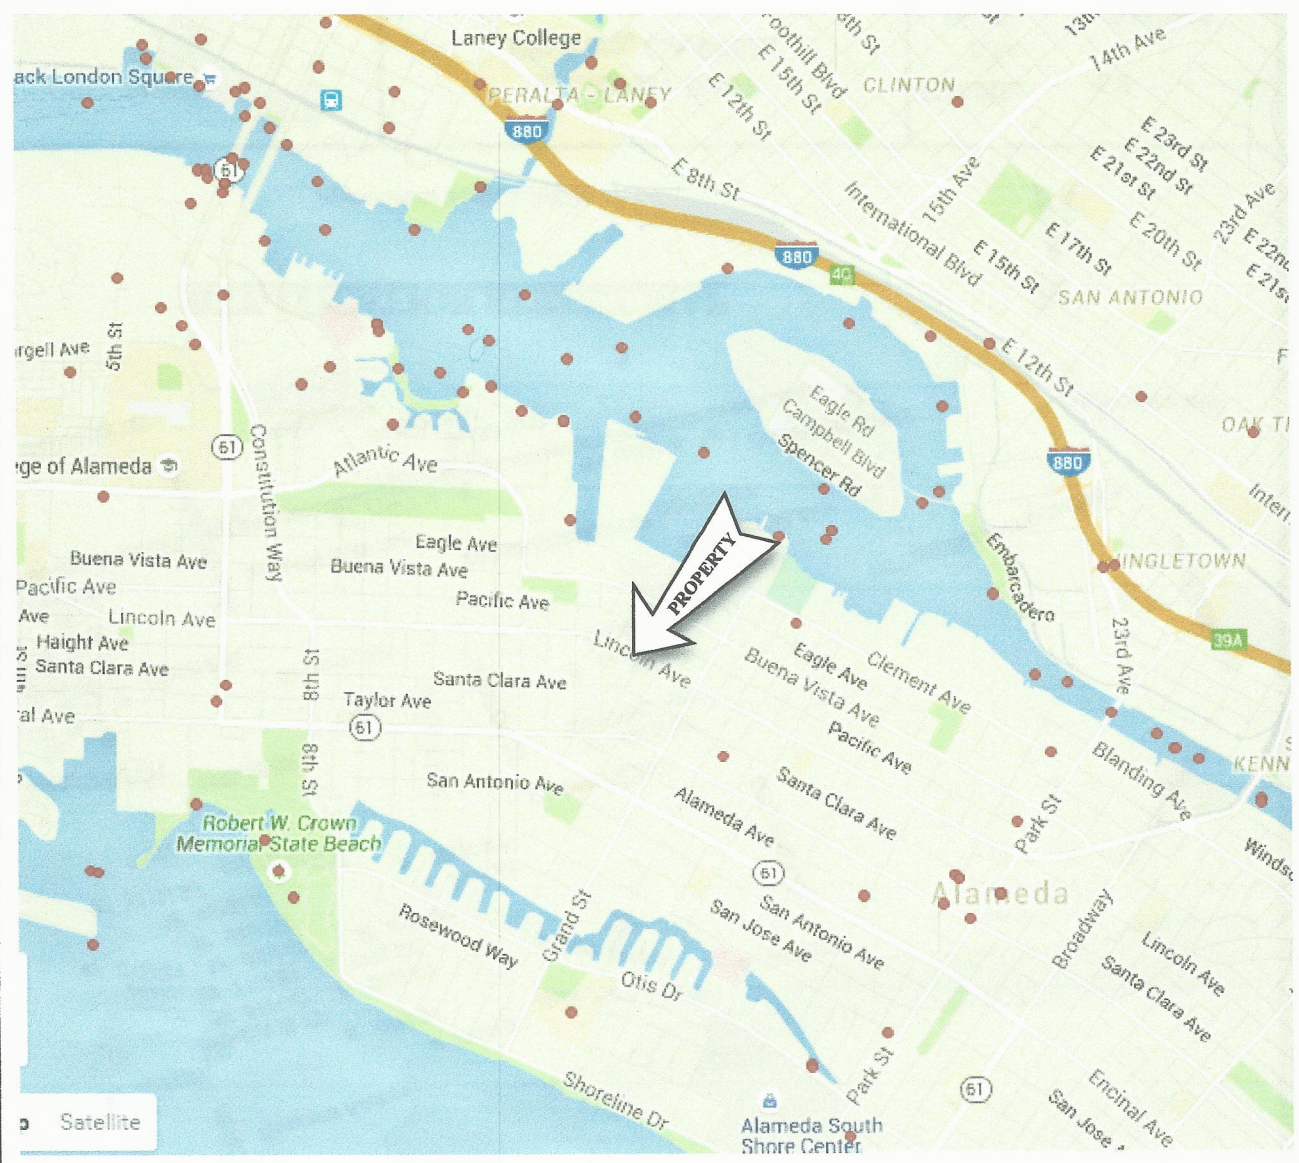 Laney College
Foothill Blvd
E 15th St
14th Ave
ack London Square
PERALTA - LANEY
E 12th St
CLINTON
880
E 23rd St
E 22nd St
E 21st St
61
E 8th St
International Blvd
15th Ave
23rd Ave
E 20th St
E 17th St
E 15th St
880
4C
SAN ANTONIO
5th St
rgell Ave
E 12th St
Eagle Rd
Campbell Blvd
Spencer Rd
61
Constitution Way
Atlantic Ave
ege of Alameda
880
PROPERTY
Embarcadero
Eagle Ave
Buena Vista Ave
Buena Vista Ave
Pacific Ave
Pacific Ave
Ave
Lincoln Ave
Haight Ave
Santa Clara Ave
8th St
Lincoln Ave
Santa Clara Ave
Taylor Ave
61
al Ave
23rd Ave
39A
Eagle Ave
Clement Ave
Buena Vista Ave
Pacific Ave
8th St
San Antonio Ave
Santa Clara Ave
Alameda Ave
Blanding Ave
KENN
Park St
Robert W. Crown
Memorial State Beach
61
Alameda
Rosewood Way
Grand St
San Antonio Ave
San Jose Ave
Broadway
Lincoln Ave
Santa Clara Ave
Otis Dr
Park St
61
Shoreline Dr
Encinal Ave
San Jose
Satellite
Alameda South
Shore Center